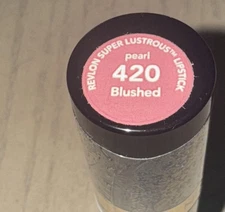 REVLON SUPER LUSTROUS™ LIPSTICK
pearl
420
Blushed